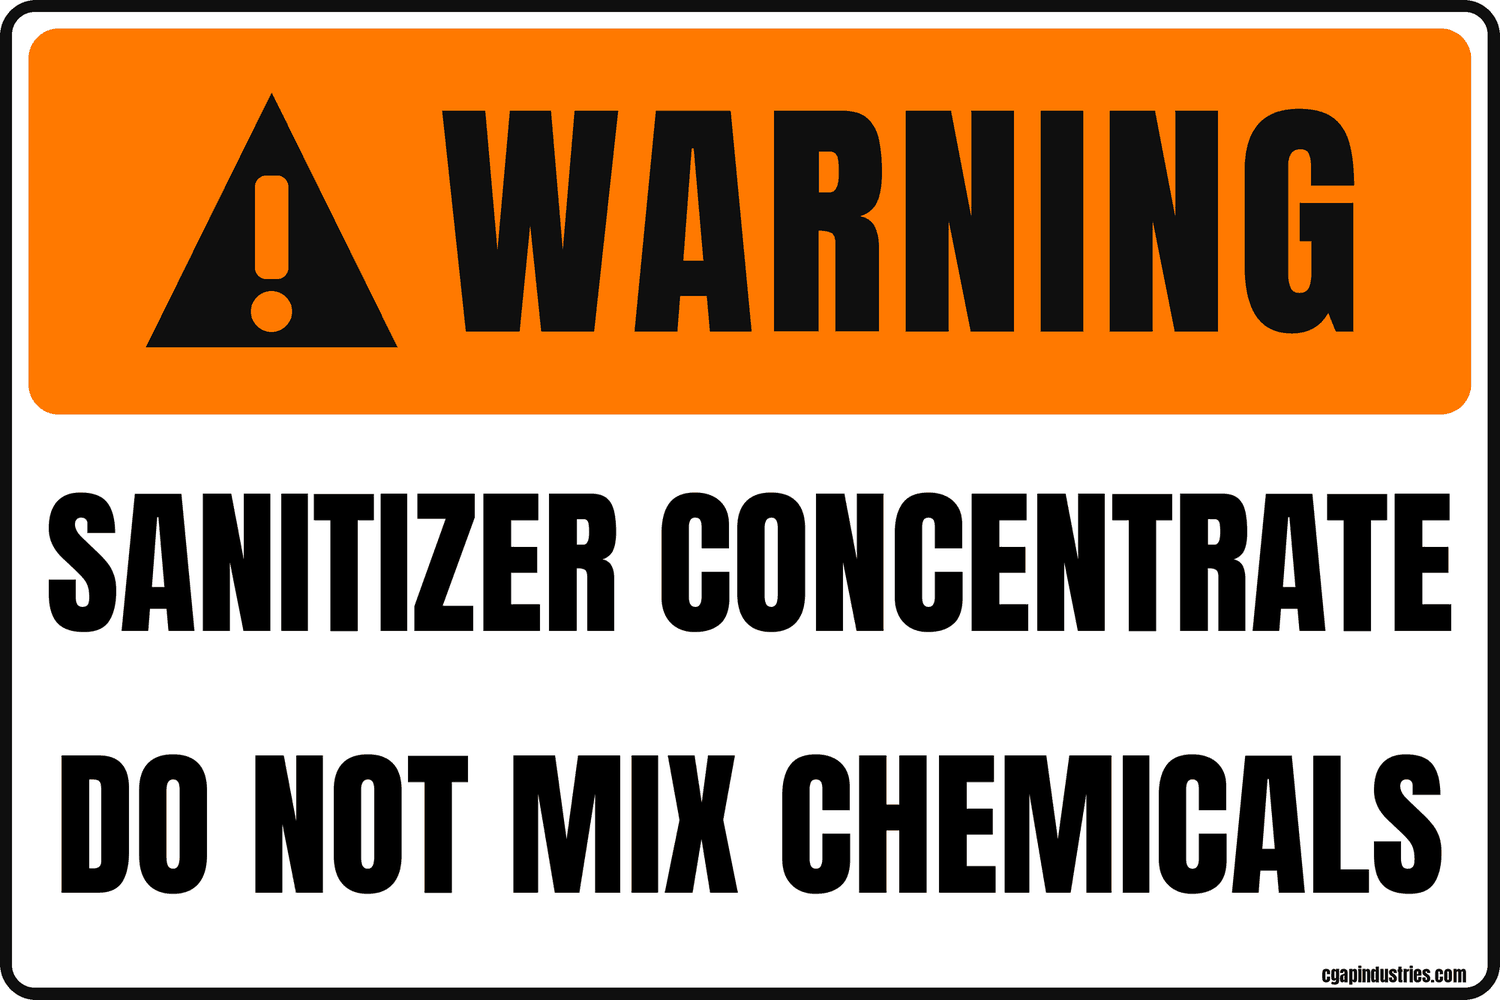 WARNING
SANITIZER CONCENTRATE
DO NOT MIX CHEMICALS
cgapindustries.com